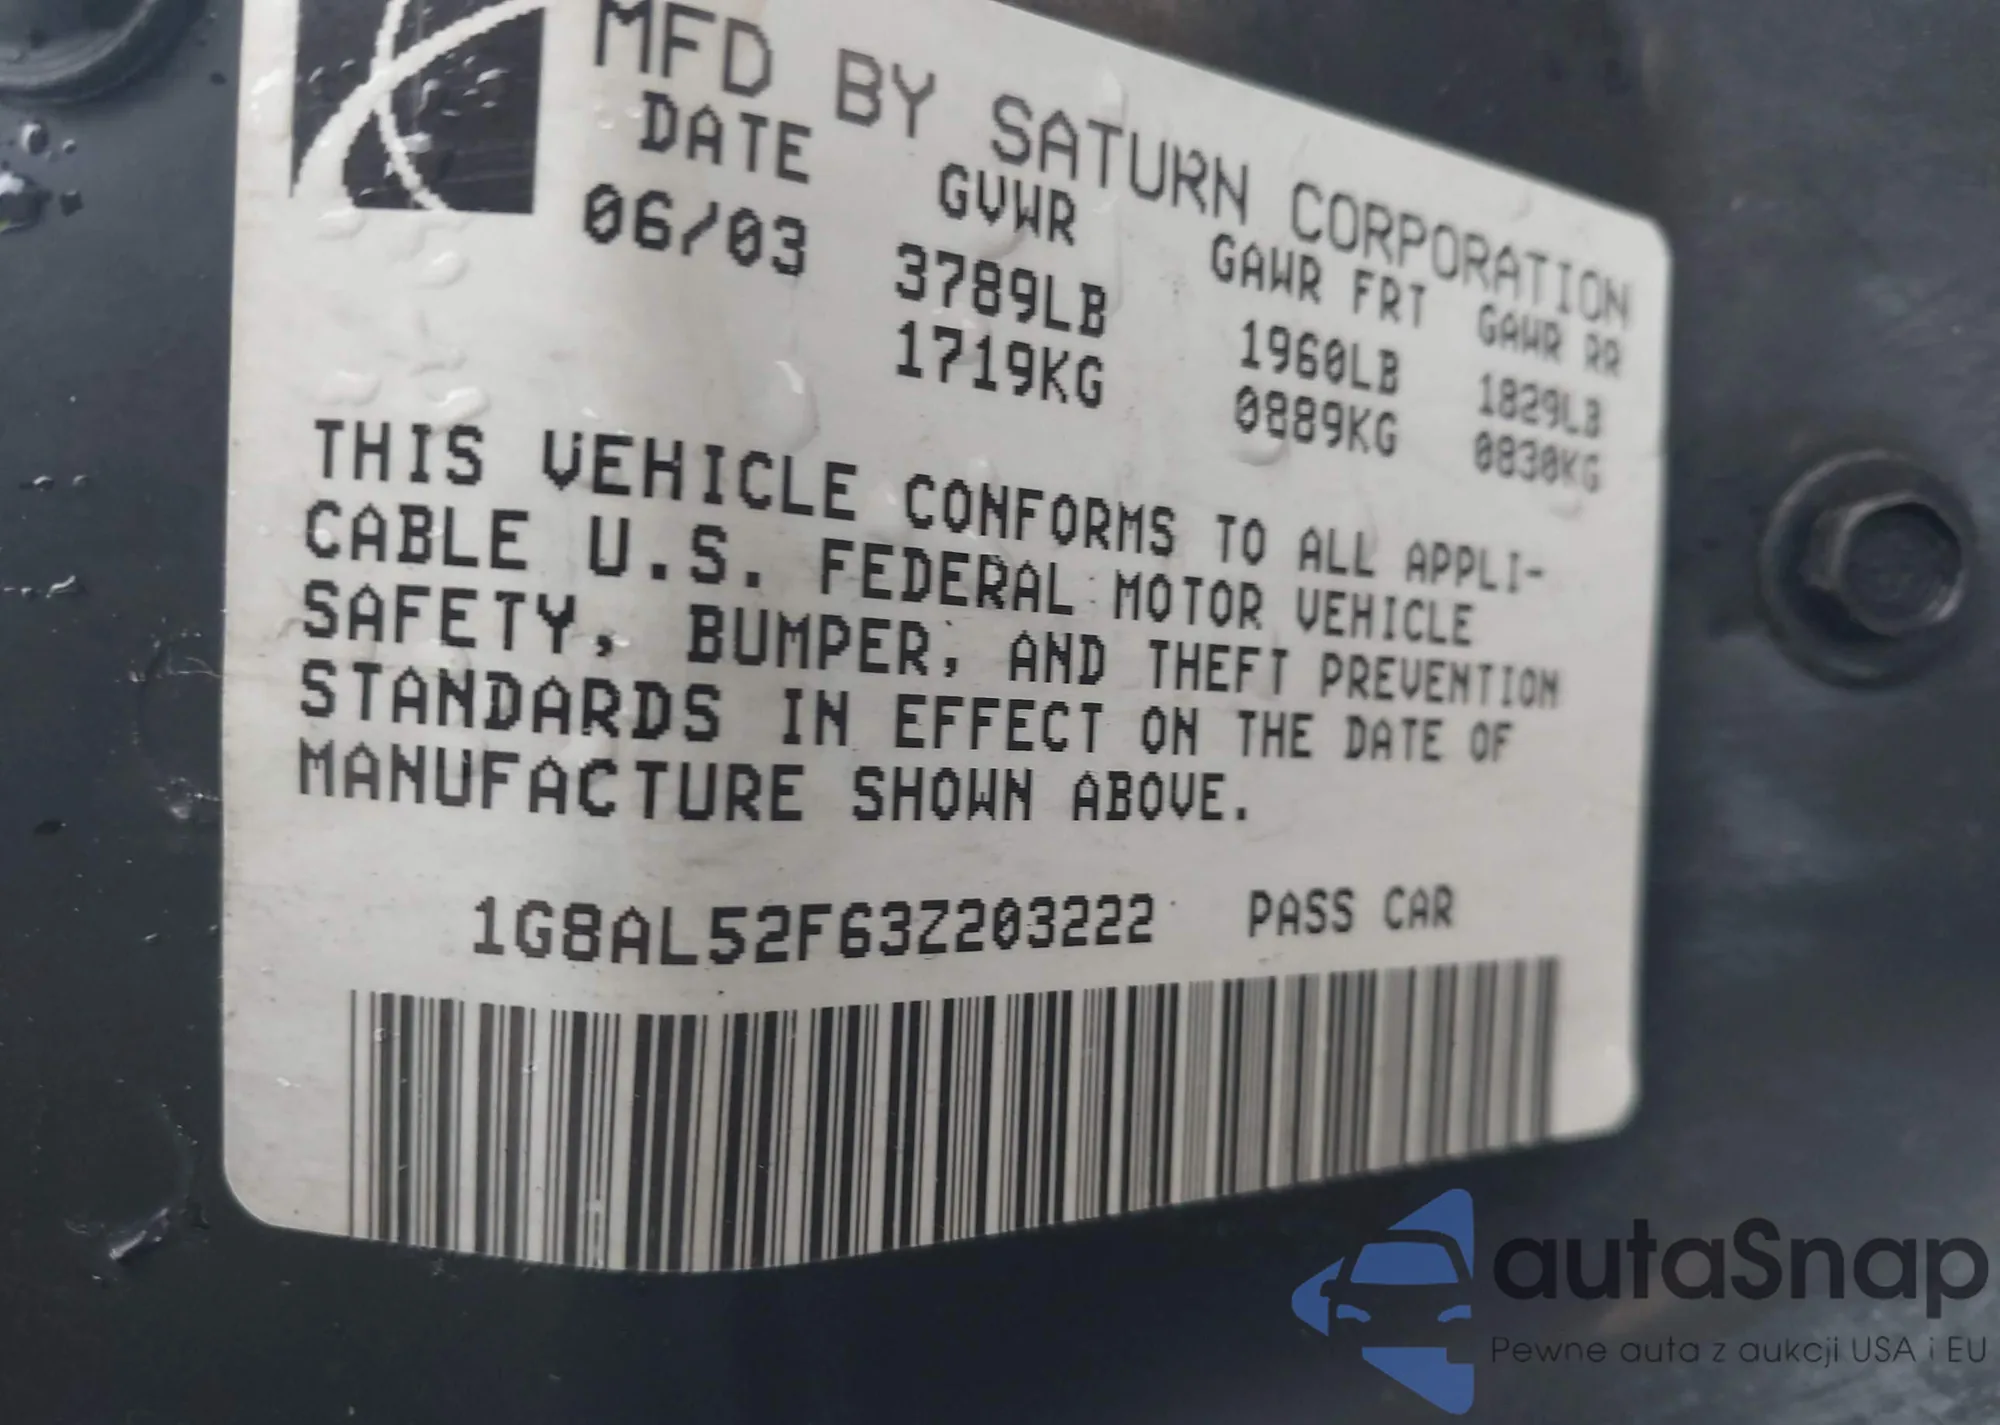 MFD BY SATURN CORPORATION
DATE GVWR GAWR FRT GAWR RR
06/03 3789LB 1960LB 1829LB
1719KG 0889KG 0830KG
THIS VEHICLE CONFORMS TO ALL APPLI-
CABLE U.S. FEDERAL MOTOR VEHICLE
SAFETY, BUMPER, AND THEFT PREVENTION
STANDARDS IN EFFECT ON THE DATE OF
MANUFACTURE SHOWN ABOVE.
1G8AL52F63Z203222 PASS CAR
autaSnap
Pewne auta z aukcji USA i EU